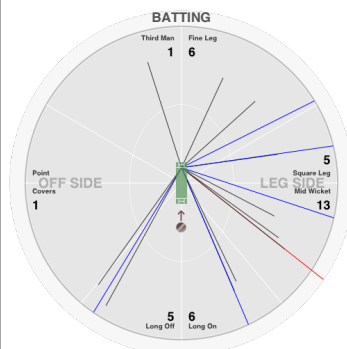 BATTING
Third Man
1
Fine Leg
6
5
Square Leg
Point
OFF SIDE
LEG SIDE
Covers
Mid Wicket
1
13
5
Long Off
6
Long On